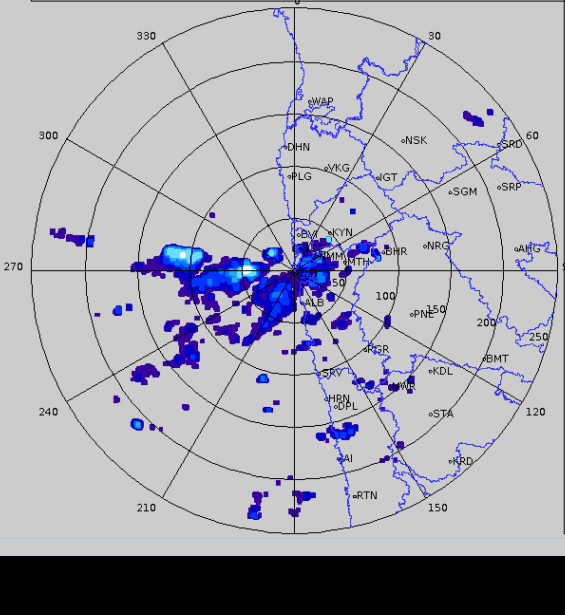 0
330
30
WAP
300
60
DHN
NSK
SRD
VKG
PLG
IGT
SGM
SRP
BVI
KYN
NRG
AHG
BHR
MTH
270
50
100
ALB
150
PNE
200
250
RGR
BMT
SRV
KDL
MWR
HRN
DPL
240
STA
120
AI
KRD
RTN
210
150